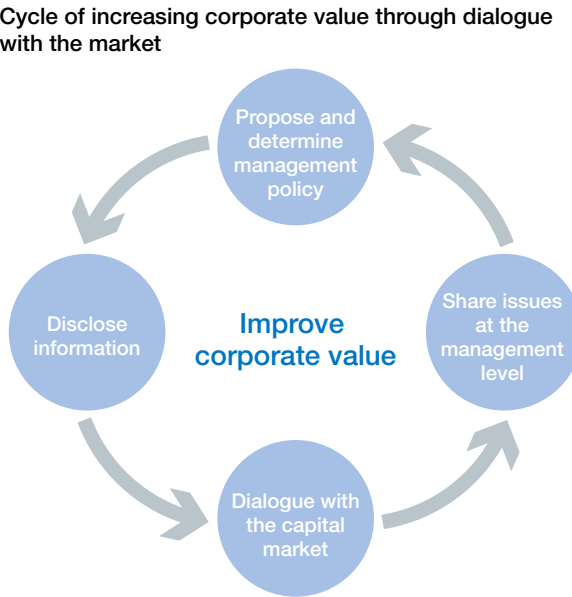 Cycle of increasing corporate value through dialogue
with the market
Propose and
determine
management
policy
Disclose
information
Improve
corporate value
Share issues
at the
management
level
Dialogue with
the capital
market